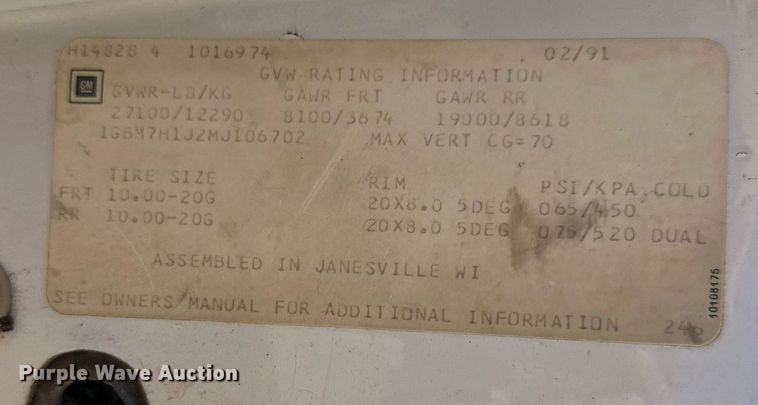 H14828 4 1016974 02/91
GVW RATING INFORMATION
GM
GVWR-LB/KG GAWR FRT GAWR RR
27100/12290 8100/3674 19000/8618
1GBM7H1J2MJ106702 MAX VERT CG=70
TIRE SIZE RIM PSI/KPA COLD
FRT 10.00-20G 20X8.0 5DEG 065/450
RR 10.00-20G 20X8.0 5DEG 075/520 DUAL
ASSEMBLED IN JANESVILLE WI
SEE OWNERS MANUAL FOR ADDITIONAL INFORMATION
10108175
Purple Wave Auction